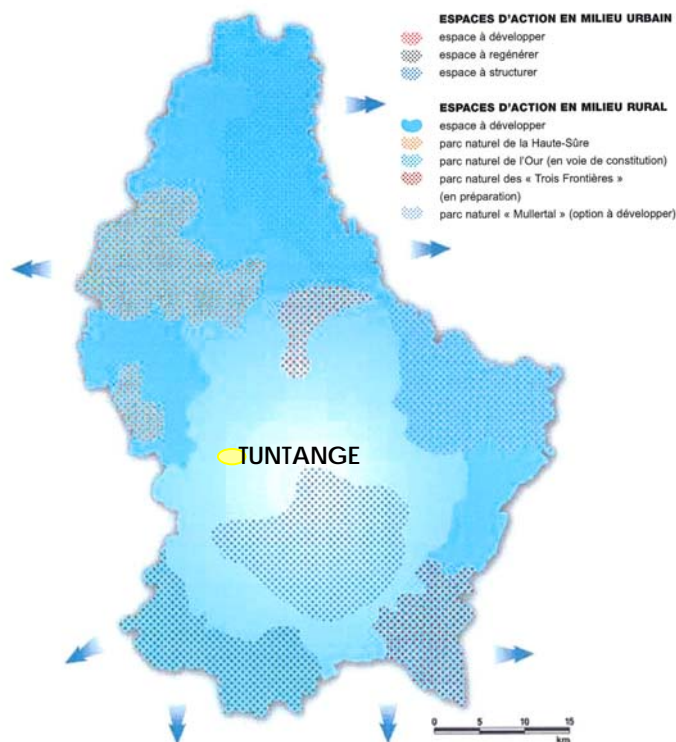 ESPACES D'ACTION EN MILIEU URBAIN
espace à développer
espace à regénérer
espace à structurer
ESPACES D'ACTION EN MILIEU RURAL
espace à développer
parc naturel de la Haute-Sûre
parc naturel de l'Our (en voie de constitution)
parc naturel des « Trois Frontières »
(en préparation)
parc naturel « Mullertal » (option à développer)
TUNTANGE
0 5 10 15
km